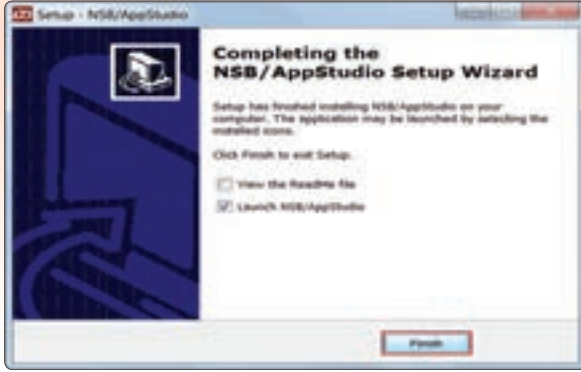 Setup - NSB/AppStudio
Completing the
NSB/AppStudio Setup Wizard
Setup has finished installing NSB/AppStudio on your
computer. The application may be launched by selecting the
installed icons.
Click Finish to exit Setup.
View the ReadMe file
Launch NSB/AppStudio
Finish